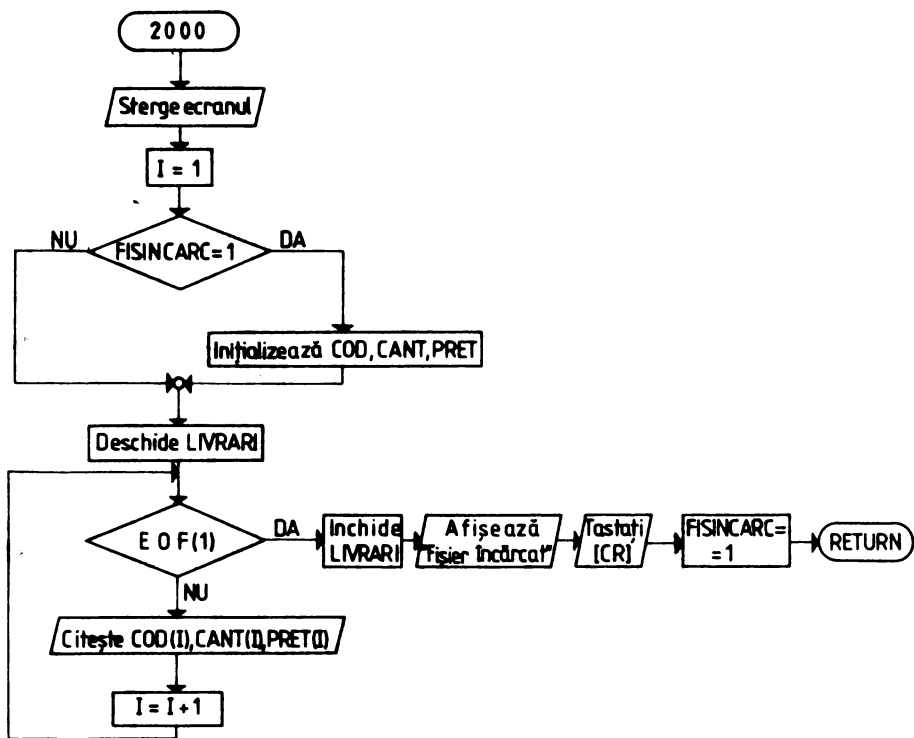 2000
Sterge ecranul
I = 1
NU
FISINCARC=1
DA
Inițializează COD, CANT, PRET
Deschide LIVRARI
E O F(1)
DA
Inchide
LIVRARI
Afișează
"fișier încărcat"
Tastați
[CR]
FISINCARC=
=1
RETURN
NU
Citește COD(I), CANT(I), PRET(I)
I = I+1